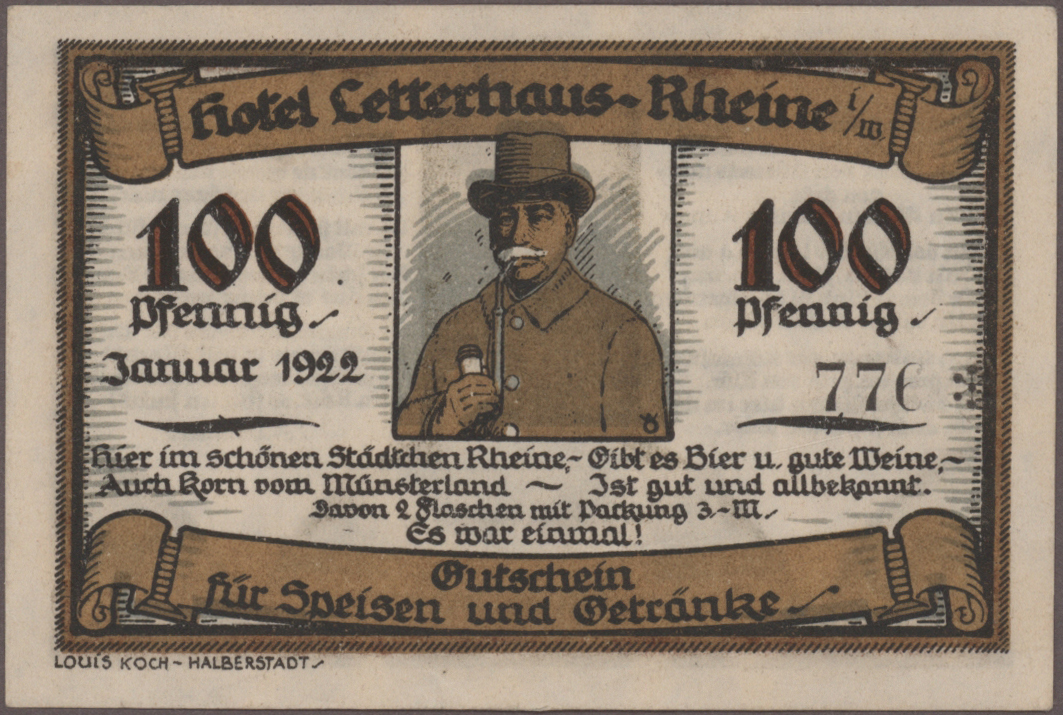 Hotel Letterhaus-Rheine i/W.
100
Pfennig
Januar 1922
100
Pfennig
776
Hier im schönen Städtchen Rheine,- Gibt es Bier u. gute Weine,-
Auch Korn vom Münsterland - Ist gut und allbekannt.
Davon 2 Flaschen mit Packung 3-M.
Es war einmal!
Gutschein
für Speisen und Getränke
LOUIS KOCH - HALBERSTADT